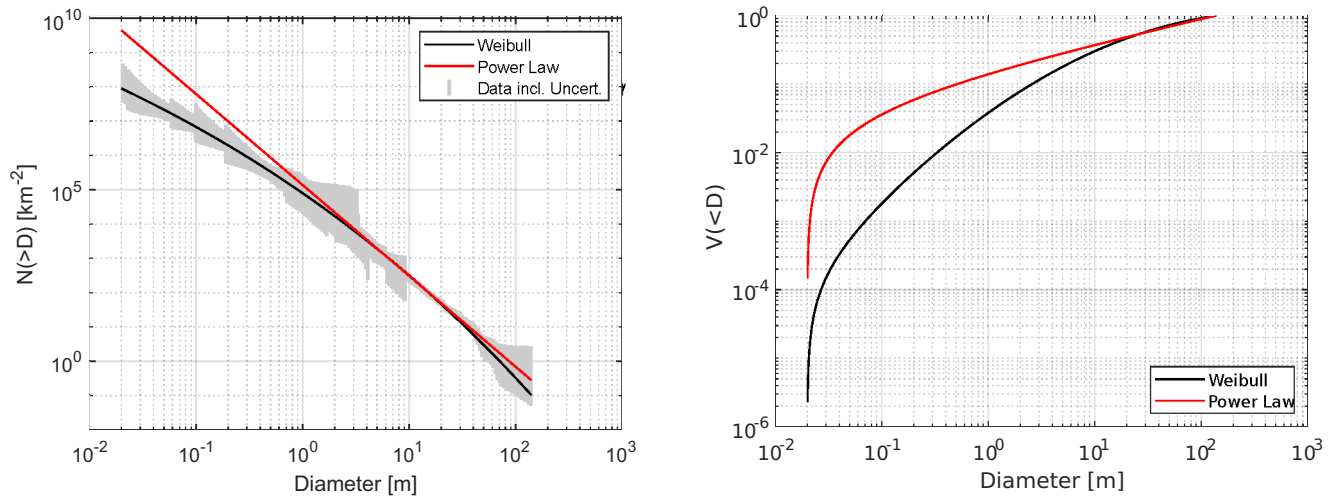 10^10
10^5
10^0
N(>D) [km^-2]
Weibull
Power Law
Data incl. Uncert.
10^-2
10^-1
10^0
10^1
10^2
10^3
Diameter [m]
10^0
10^-2
10^-4
10^-6
V(<D)
Weibull
Power Law
10^-2
10^-1
10^0
10^1
10^2
10^3
Diameter [m]